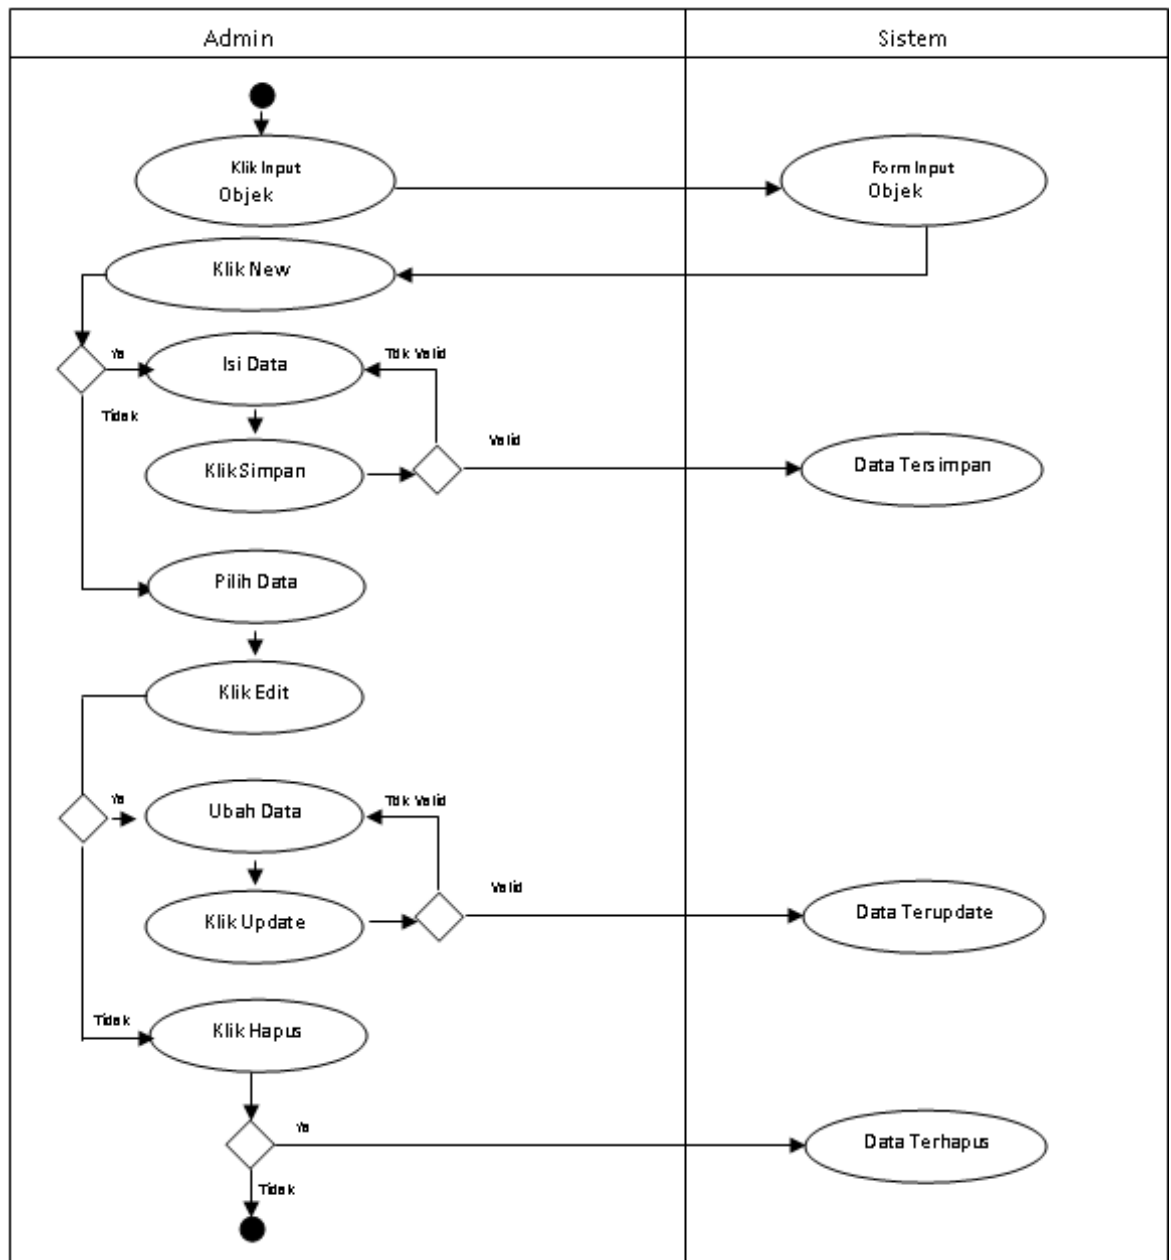 Admin
Sistem
Klik Input
Objek
Form Input
Objek
Klik New
Ya
Isi Data
Tdk Valid
Tidak
Valid
Klik Simpan
Data Tersimpan
Pilih Data
Klik Edit
Ya
Ubah Data
Tdk Valid
Valid
Klik Update
Data Terupdate
Tidak
Klik Hapus
Ya
Data Terhapus
Tidak